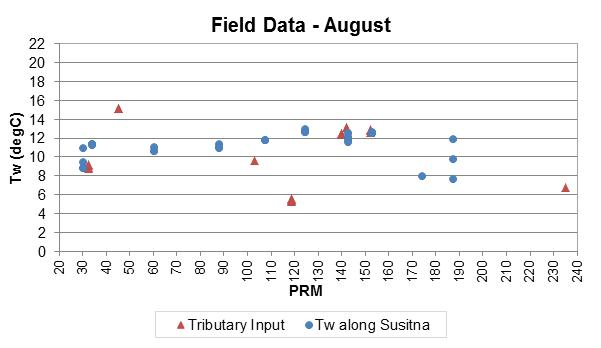 Field Data - August
22
20
18
16
14
12
10
8
6
4
2
0
Tw (degC)
20 30 40 50 60 70 80 90 100 110 120 130 140 150 160 170 180 190 200 210 220 230 240
PRM
Tributary Input Tw along Susitna